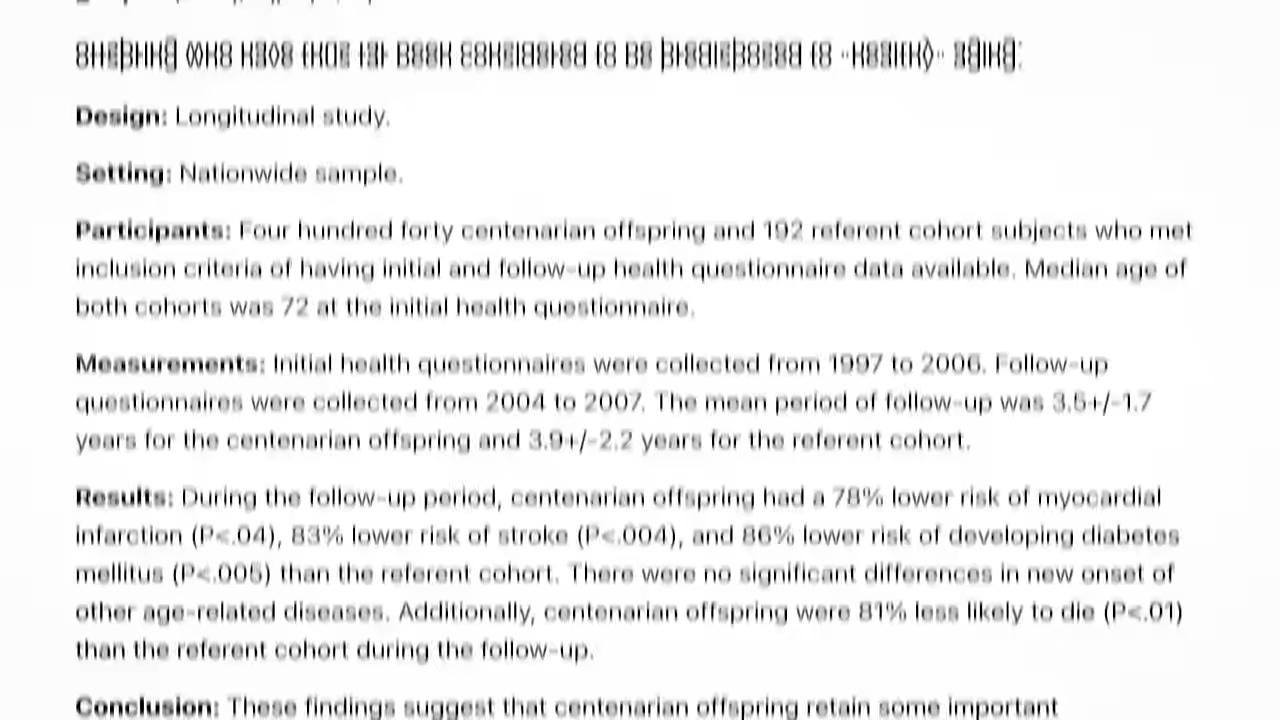 Design: Longitudinal study.
Setting: Nationwide sample.
Participants: Four hundred forty centenarian offspring and 192 referent cohort subjects who met
inclusion criteria of having initial and follow-up health questionnaire data available. Median age of
both cohorts was 72 at the initial health questionnaire.
Measurements: Initial health questionnaires were collected from 1997 to 2006. Follow-up
questionnaires were collected from 2004 to 2007. The mean period of follow-up was 3.5+/-1.7
years for the centenarian offspring and 3.9+/-2.2 years for the referent cohort.
Results: During the follow-up period, centenarian offspring had a 78% lower risk of myocardial
infarction (P<.04), 83% lower risk of stroke (P<.004), and 86% lower risk of developing diabetes
mellitus (P<.005) than the referent cohort. There were no significant differences in new onset of
other age-related diseases. Additionally, centenarian offspring were 81% less likely to die (P<.01)
than the referent cohort during the follow-up.
Conclusion: These findings suggest that centenarian offspring retain some important